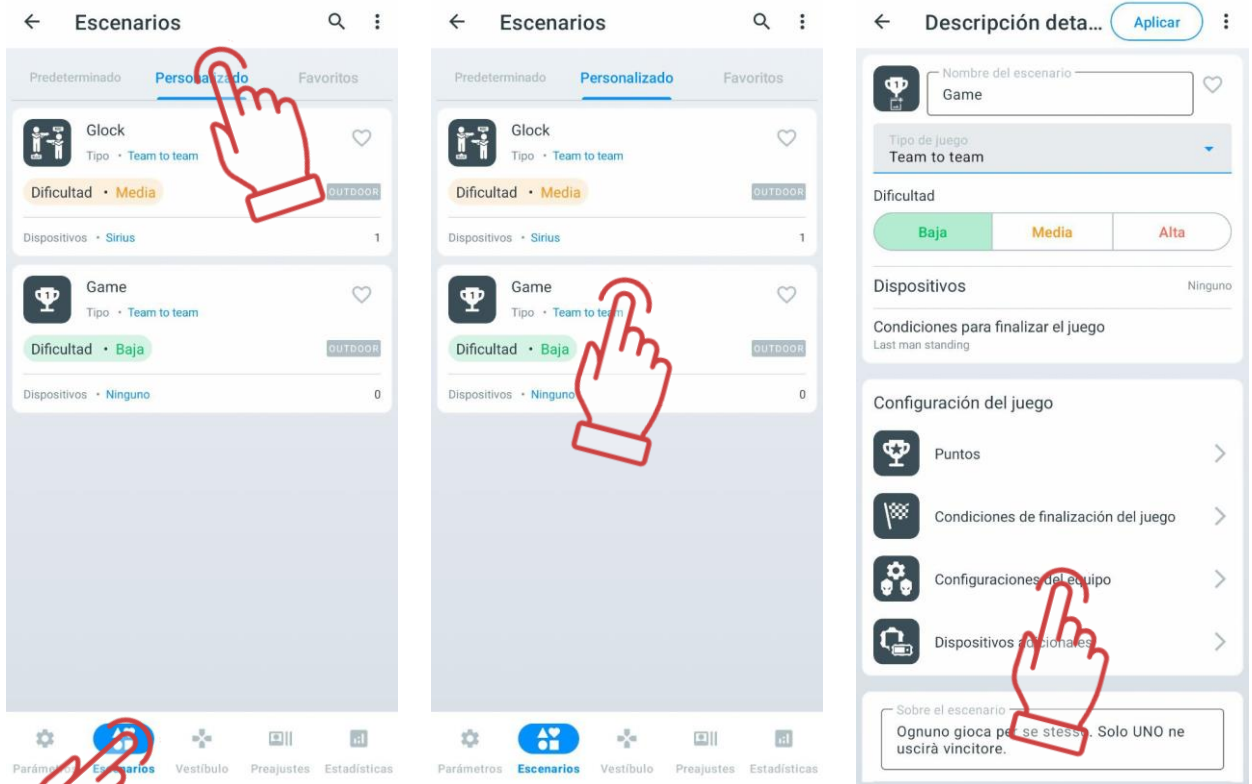 Escenarios
Predeterminado Personalizado Favoritos
Glock
Tipo • Team to team
Dificultad • Media
OUTDOOR
Dispositivos • Sirius 1
Game
Tipo • Team to team
Dificultad • Baja
OUTDOOR
Dispositivos • Ninguno 0
Parámetros Escenarios Vestíbulo Preajustes Estadísticas
Escenarios
Predeterminado Personalizado Favoritos
Glock
Tipo • Team to team
Dificultad • Media
OUTDOOR
Dispositivos • Sirius 1
Game
Tipo • Team to team
Dificultad • Baja
OUTDOOR
Dispositivos • Ninguno 0
Parámetros Escenarios Vestíbulo Preajustes Estadísticas
Descripción deta... Aplicar
Nombre del escenario
Game
Tipo de juego
Team to team
Dificultad
Baja Media Alta
Dispositivos Ninguno
Condiciones para finalizar el juego
Last man standing
Configuración del juego
Puntos
Condiciones de finalización del juego
Configuraciones del equipo
Dispositivos adicionales
Sobre el escenario
Ognuno gioca per se stesso. Solo UNO ne
uscirà vincitore.